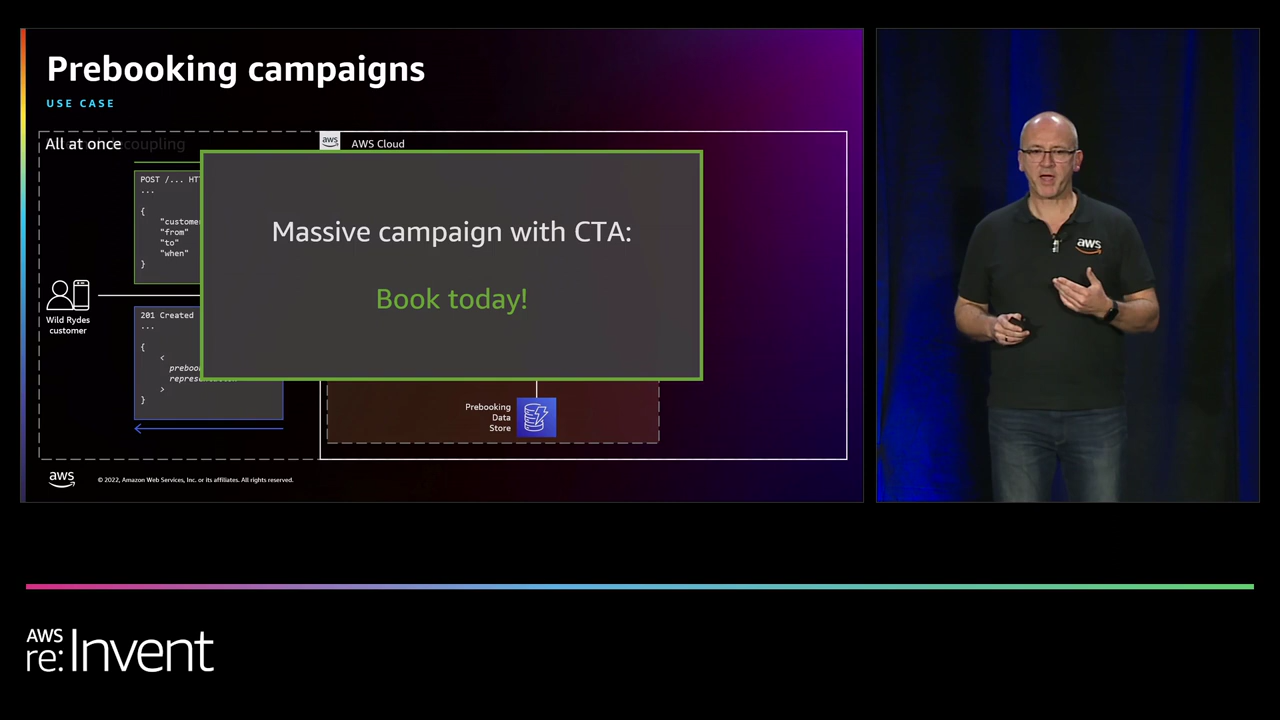 Prebooking campaigns
USE CASE
All at once coupling
aws
AWS Cloud
POST /... HT
...
{
"custome
"from"
"to"
"when"
}
Massive campaign with CTA:
Book today!
Wild Rydes
customer
201 Created
...
{
<
preboo
>
}
Prebooking
Data
Store
aws
© 2022, Amazon Web Services, Inc. or its affiliates. All rights reserved.
aws
AWS
re:Invent